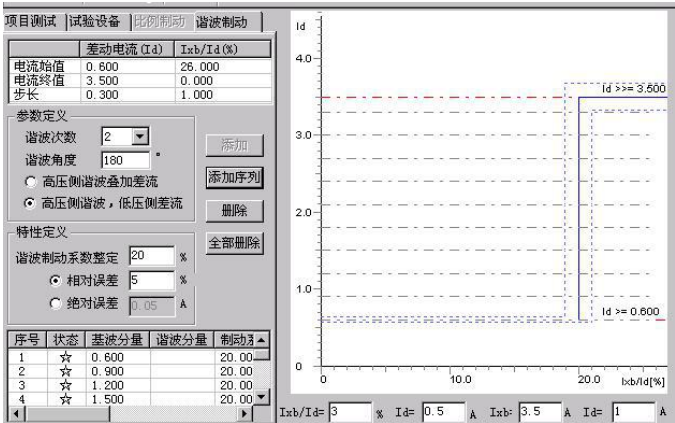 项目测试 试验设备 比例制动 谐波制动
差动电流(Id) Ixb/Id(%)
电流始值 0.600 26.000
电流终值 3.500 0.000
步长 0.300 1.000
参数定义
谐波次数 2
谐波角度 180 °
高压侧谐波叠加差流
高压侧谐波,低压侧差流
添加
添加序列
删除
全部删除
特性定义
谐波制动系数整定 20 %
相对误差 5 %
绝对误差 0.05 A
序号 状态 基波分量 谐波分量 制动系
1 ☆ 0.600 20.00
2 ☆ 0.900 20.00
3 ☆ 1.200 20.00
4 ☆ 1.500 20.00
Id
4.0
3.0
2.0
1.0
0
Id >>= 3.500
Id >= 0.600
0 10.0 20.0 Ixb/Id[%]
Ixb/Id= 3 % Id= 0.5 A Ixb: 3.5 A Id= 1 A